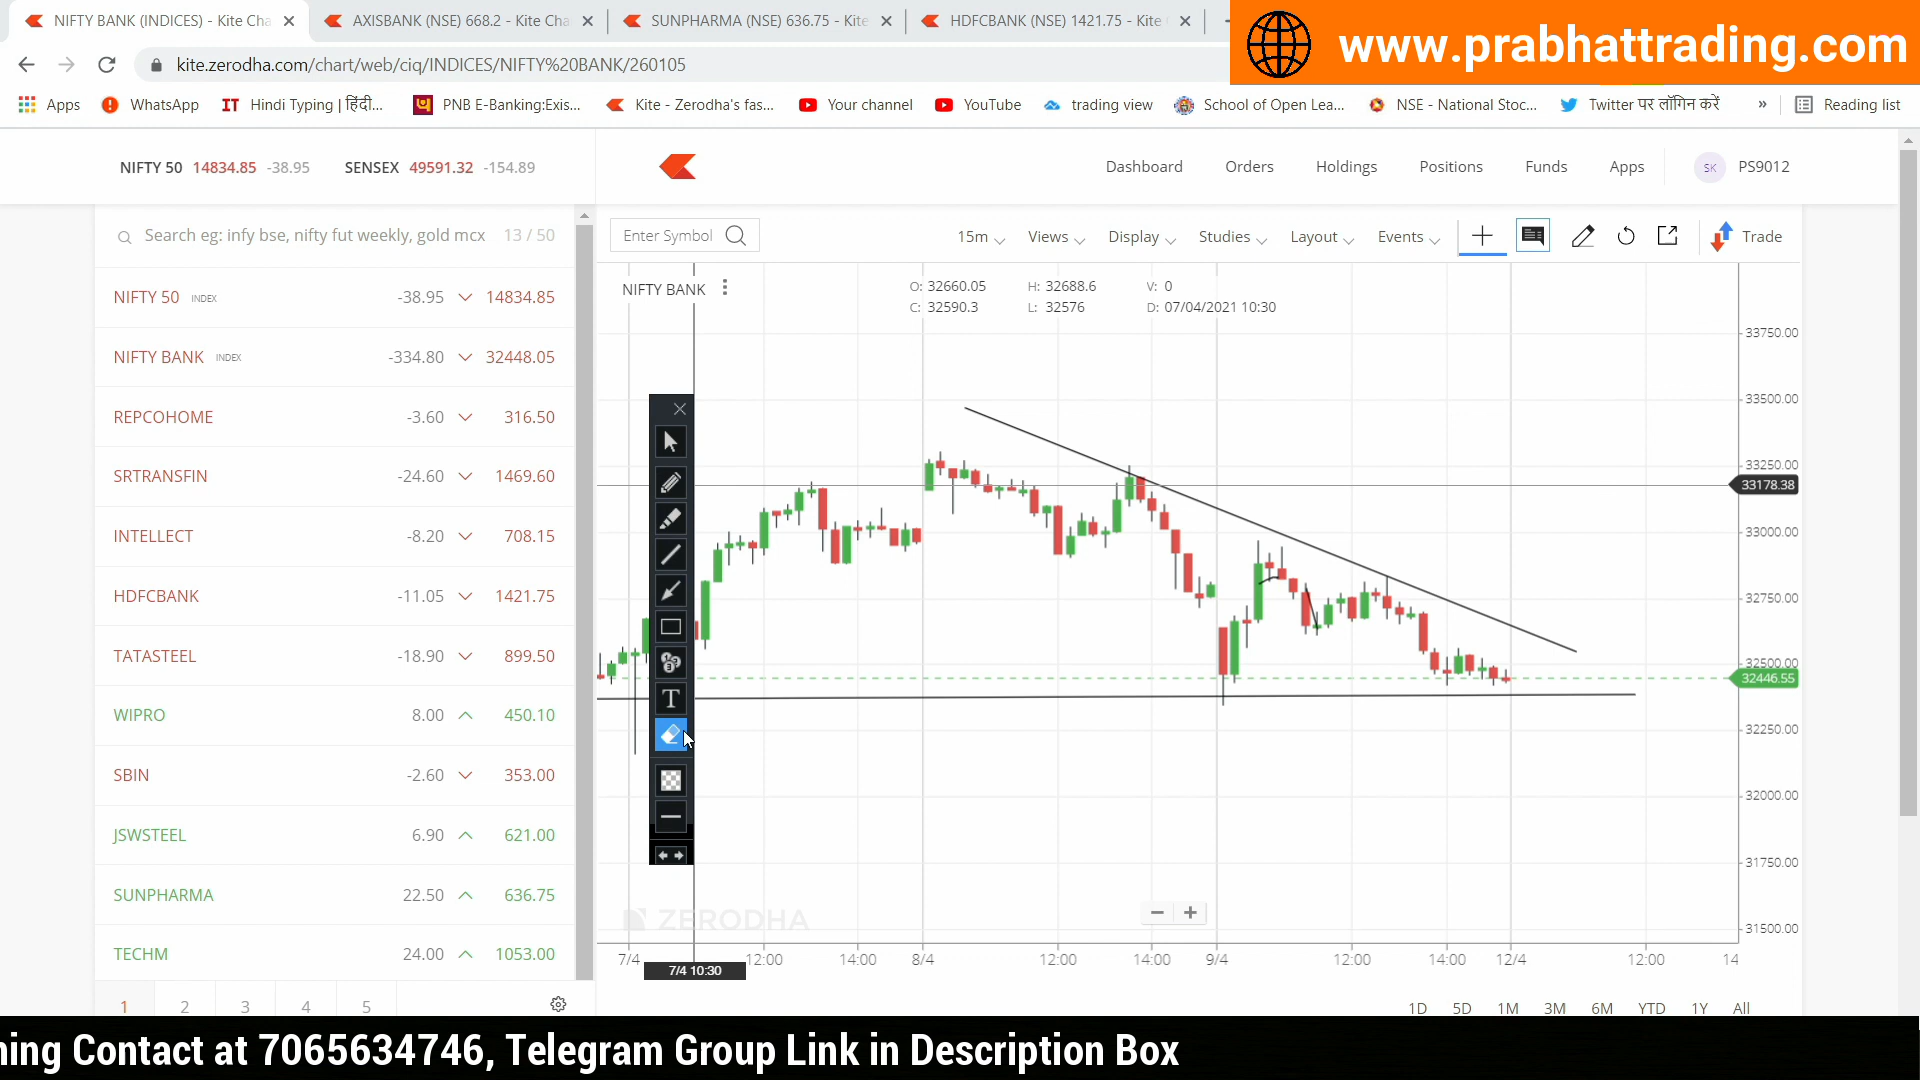 NIFTY BANK (INDICES) - Kite Cha
AXISBANK (NSE) 668.2 - Kite Cha
SUNPHARMA (NSE) 636.75 - Kite
HDFCBANK (NSE) 1421.75 - Kite
www.prabhattrading.com
kite.zerodha.com/chart/web/ciq/INDICES/NIFTY%20BANK/260105
Apps WhatsApp IT Hindi Typing | हिंदी... PNB E-Banking:Exis... Kite - Zerodha's fas... Your channel YouTube trading view School of Open Lea... NSE - National Stoc... Twitter पर लॉगिन करें » Reading list
NIFTY 50 14834.85 -38.95 SENSEX 49591.32 -154.89
Dashboard Orders Holdings Positions Funds Apps SK PS9012
Search eg: infy bse, nifty fut weekly, gold mcx 13 / 50
Enter Symbol 15m Views Display Studies Layout Events Trade
NIFTY 50 INDEX -38.95 14834.85
NIFTY BANK INDEX -334.80 32448.05
REPCOHOME -3.60 316.50
SRTRANSFIN -24.60 1469.60
INTELLECT -8.20 708.15
HDFCBANK -11.05 1421.75
TATASTEEL -18.90 899.50
WIPRO 8.00 450.10
SBIN -2.60 353.00
JSWSTEEL 6.90 621.00
SUNPHARMA 22.50 636.75
TECHM 24.00 1053.00
1 2 3 4 5
NIFTY BANK
O: 32660.05 H: 32688.6 V: 0
C: 32590.3 L: 32576 D: 07/04/2021 10:30
33750.00
33500.00
33250.00
33178.38
33000.00
32750.00
32500.00
32446.55
32250.00
32000.00
31750.00
31500.00
T
ZERODHA
7/4 12:00 14:00 8/4 12:00 14:00 9/4 12:00 14:00 12/4 12:00 14
7/4 10:30
1D 5D 1M 3M 6M YTD 1Y All
ning Contact at 7065634746, Telegram Group Link in Description Box